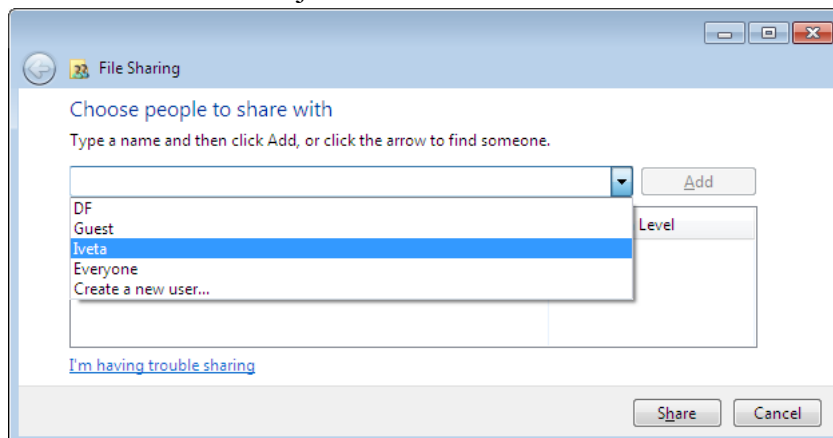 File Sharing
Choose people to share with
Type a name and then click Add, or click the arrow to find someone.
Add
DF
Guest
Iveta
Everyone
Create a new user...
Level
I'm having trouble sharing
Share
Cancel